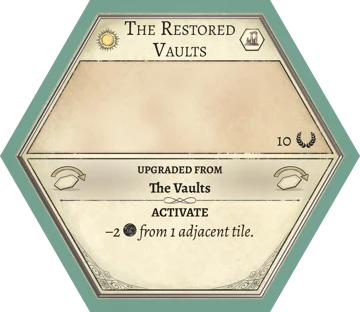 The Restored
Vaults
10
UPGRADED FROM
The Vaults
ACTIVATE
–2 from 1 adjacent tile.